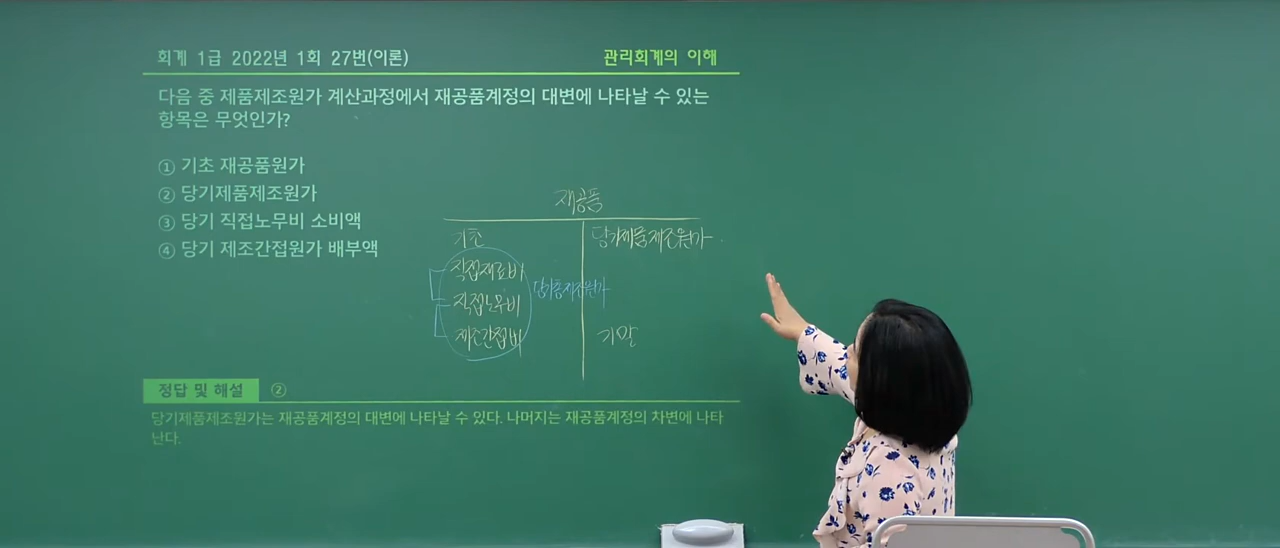 회계 1급 2022년 1회 27번(이론)
관리회계의 이해
다음 중 제품제조원가 계산과정에서 재공품계정의 대변에 나타날 수 있는
항목은 무엇인가?
① 기초 재공품원가
② 당기제품제조원가
③ 당기 직접노무비 소비액
④ 당기 제조간접원가 배부액
재공품
기초
당기제품제조원가
직접재료비
당기총제조원가
직접노무비
제조간접비
기말
정답 및 해설 ②
당기제품제조원가는 재공품계정의 대변에 나타날 수 있다. 나머지는 재공품계정의 차변에 나타
난다.